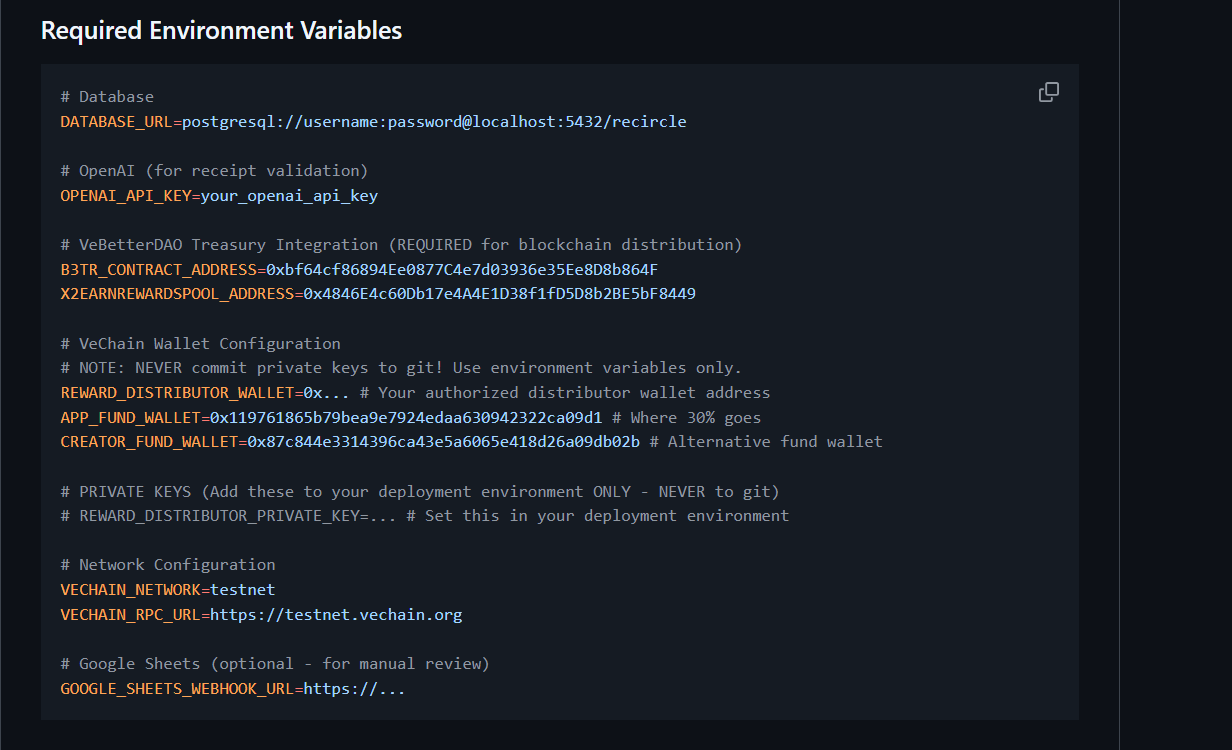 Required Environment Variables
# Database
DATABASE_URL=postgresql://username:password@localhost:5432/recircle
# OpenAI (for receipt validation)
OPENAI_API_KEY=your_openai_api_key
# VeBetterDAO Treasury Integration (REQUIRED for blockchain distribution)
B3TR_CONTRACT_ADDRESS=0xbf64cf86894Ee0877C4e7d03936e35Ee8D8b864F
X2EARNREWARDSPOOL_ADDRESS=0x4846E4c60Db17e4A4E1D38f1fD5D8b2BE5bF8449
# VeChain Wallet Configuration
# NOTE: NEVER commit private keys to git! Use environment variables only.
REWARD_DISTRIBUTOR_WALLET=0x... # Your authorized distributor wallet address
APP_FUND_WALLET=0x119761865b79bea9e7924edaa630942322ca09d1 # Where 30% goes
CREATOR_FUND_WALLET=0x87c844e3314396ca43e5a6065e418d26a09db02b # Alternative fund wallet
# PRIVATE KEYS (Add these to your deployment environment ONLY - NEVER to git)
# REWARD_DISTRIBUTOR_PRIVATE_KEY=... # Set this in your deployment environment
# Network Configuration
VECHAIN_NETWORK=testnet
VECHAIN_RPC_URL=https://testnet.vechain.org
# Google Sheets (optional - for manual review)
GOOGLE_SHEETS_WEBHOOK_URL=https://...